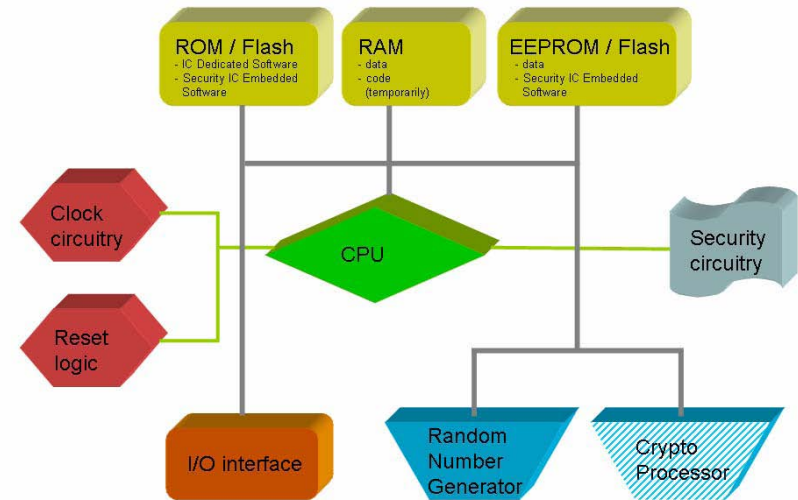 ROM / Flash
- IC Dedicated Software
- Security IC Embedded
Software
RAM
- data
- code
(temporarily)
EEPROM / Flash
- data
- Security IC Embedded
Software
Clock
circuitry
CPU
Security
circuitry
Reset
logic
I/O interface
Random
Number
Generator
Crypto
Processor